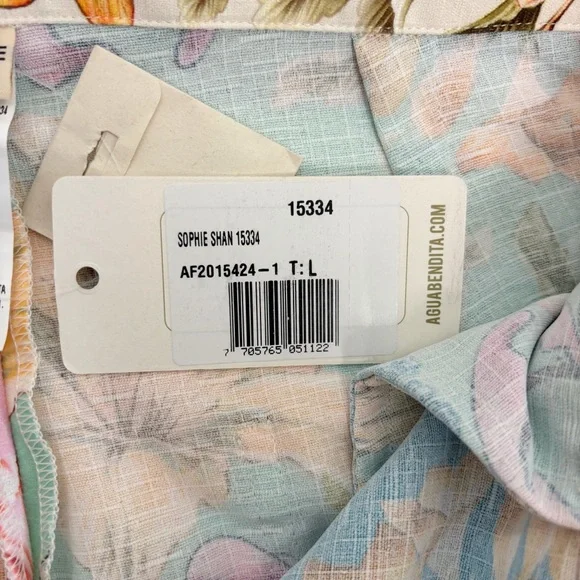 15334
SOPHIE SHAN 15334
AF2015424-1 T:L
7 705765 051122
AGUABENDITA.COM